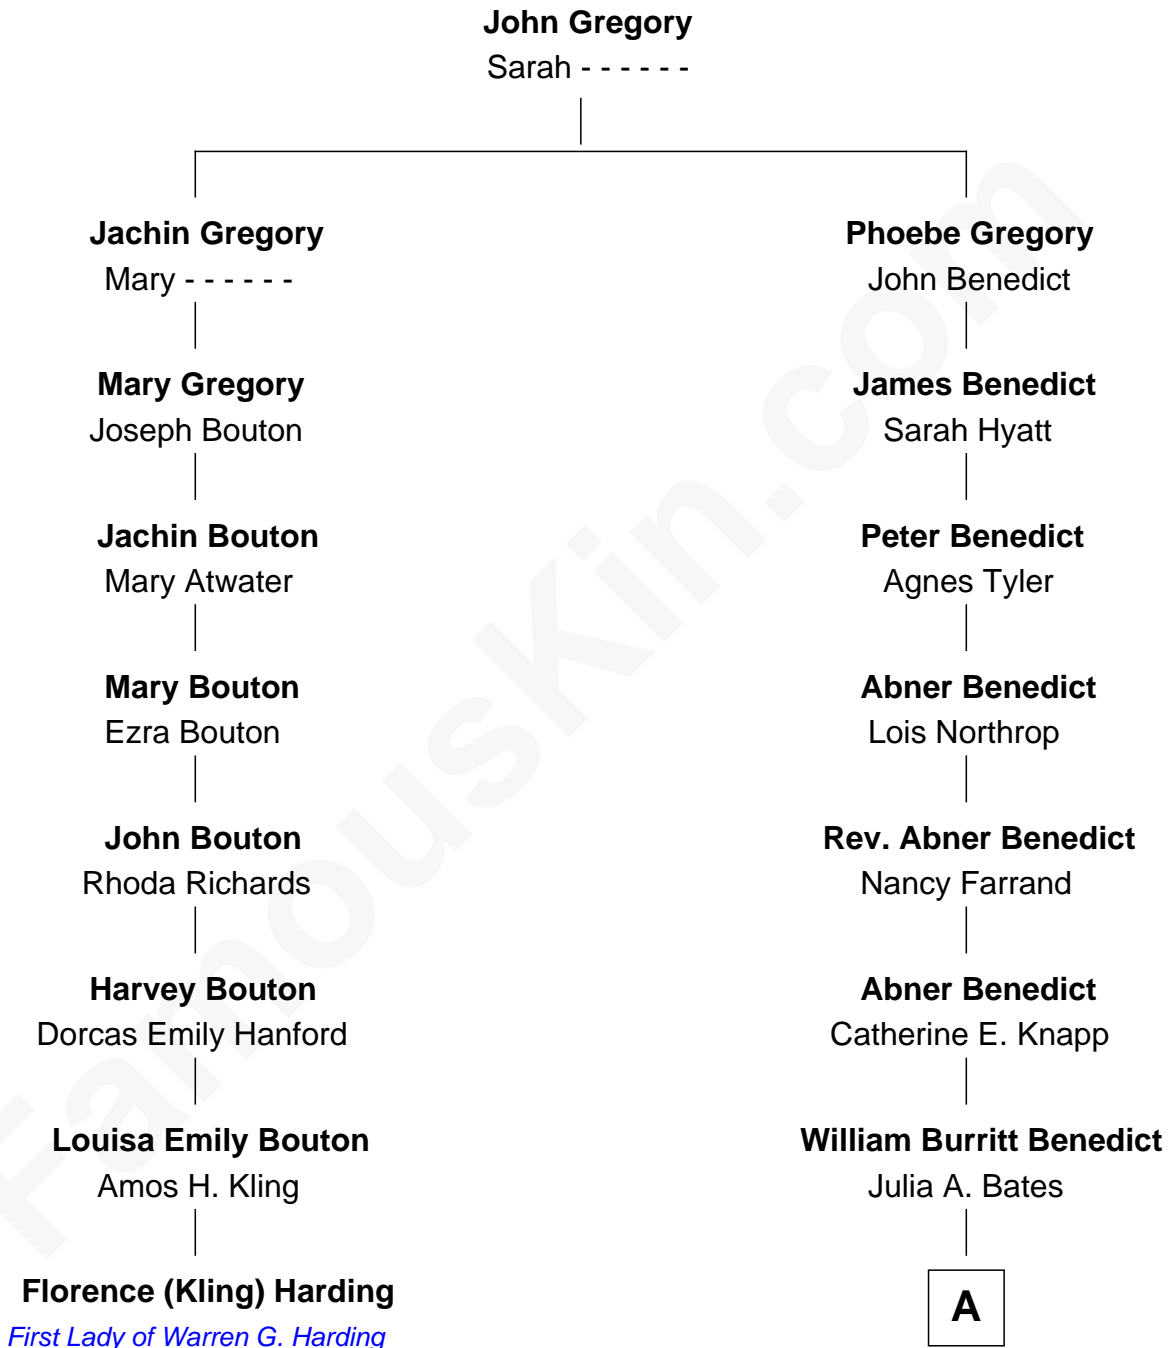 John Gregory
Sarah - - - - - -
Jachin Gregory
Mary - - - - - -
Phoebe Gregory
John Benedict
Mary Gregory
Joseph Bouton
James Benedict
Sarah Hyatt
Jachin Bouton
Mary Atwater
Peter Benedict
Agnes Tyler
Mary Bouton
Ezra Bouton
Abner Benedict
Lois Northrop
John Bouton
Rhoda Richards
Rev. Abner Benedict
Nancy Farrand
Harvey Bouton
Dorcas Emily Hanford
Abner Benedict
Catherine E. Knapp
Louisa Emily Bouton
Amos H. Kling
William Burritt Benedict
Julia A. Bates
Florence (Kling) Harding
First Lady of Warren G. Harding
A
FamousKin.com